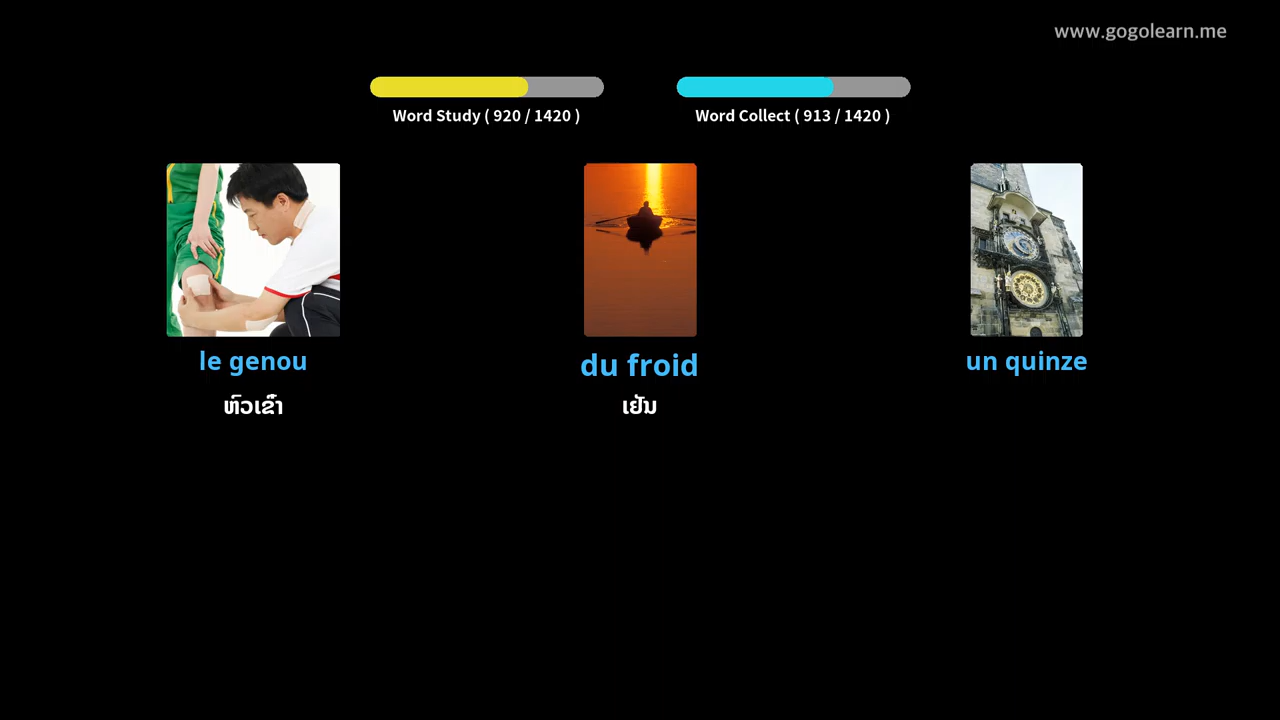 www.gogolearn.me
Word Study ( 920 / 1420 )
Word Collect ( 913 / 1420 )
le genou
du froid
un quinze
ຫົວເຂົ່າ
ເຢັນ